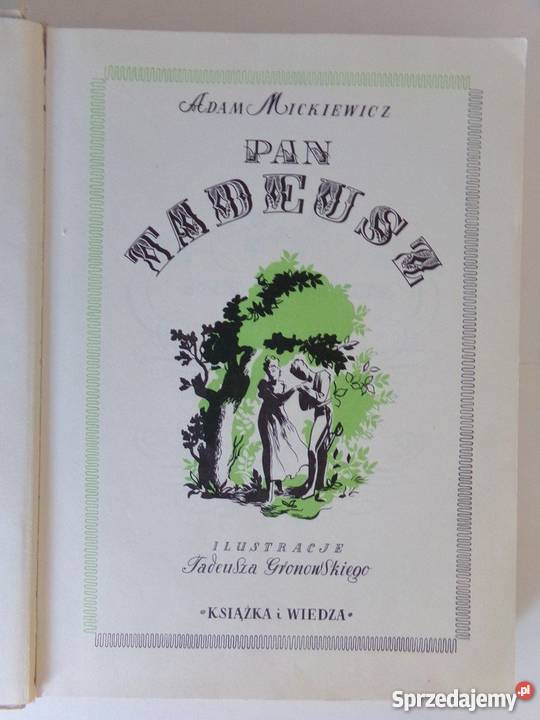 Adam Mickiewicz
PAN
TADEUSZ
ILUSTRACJE
Tadeusza Gronowskiego
•KSIĄŻKA i WIEDZA•
Sprzedajemy.pl